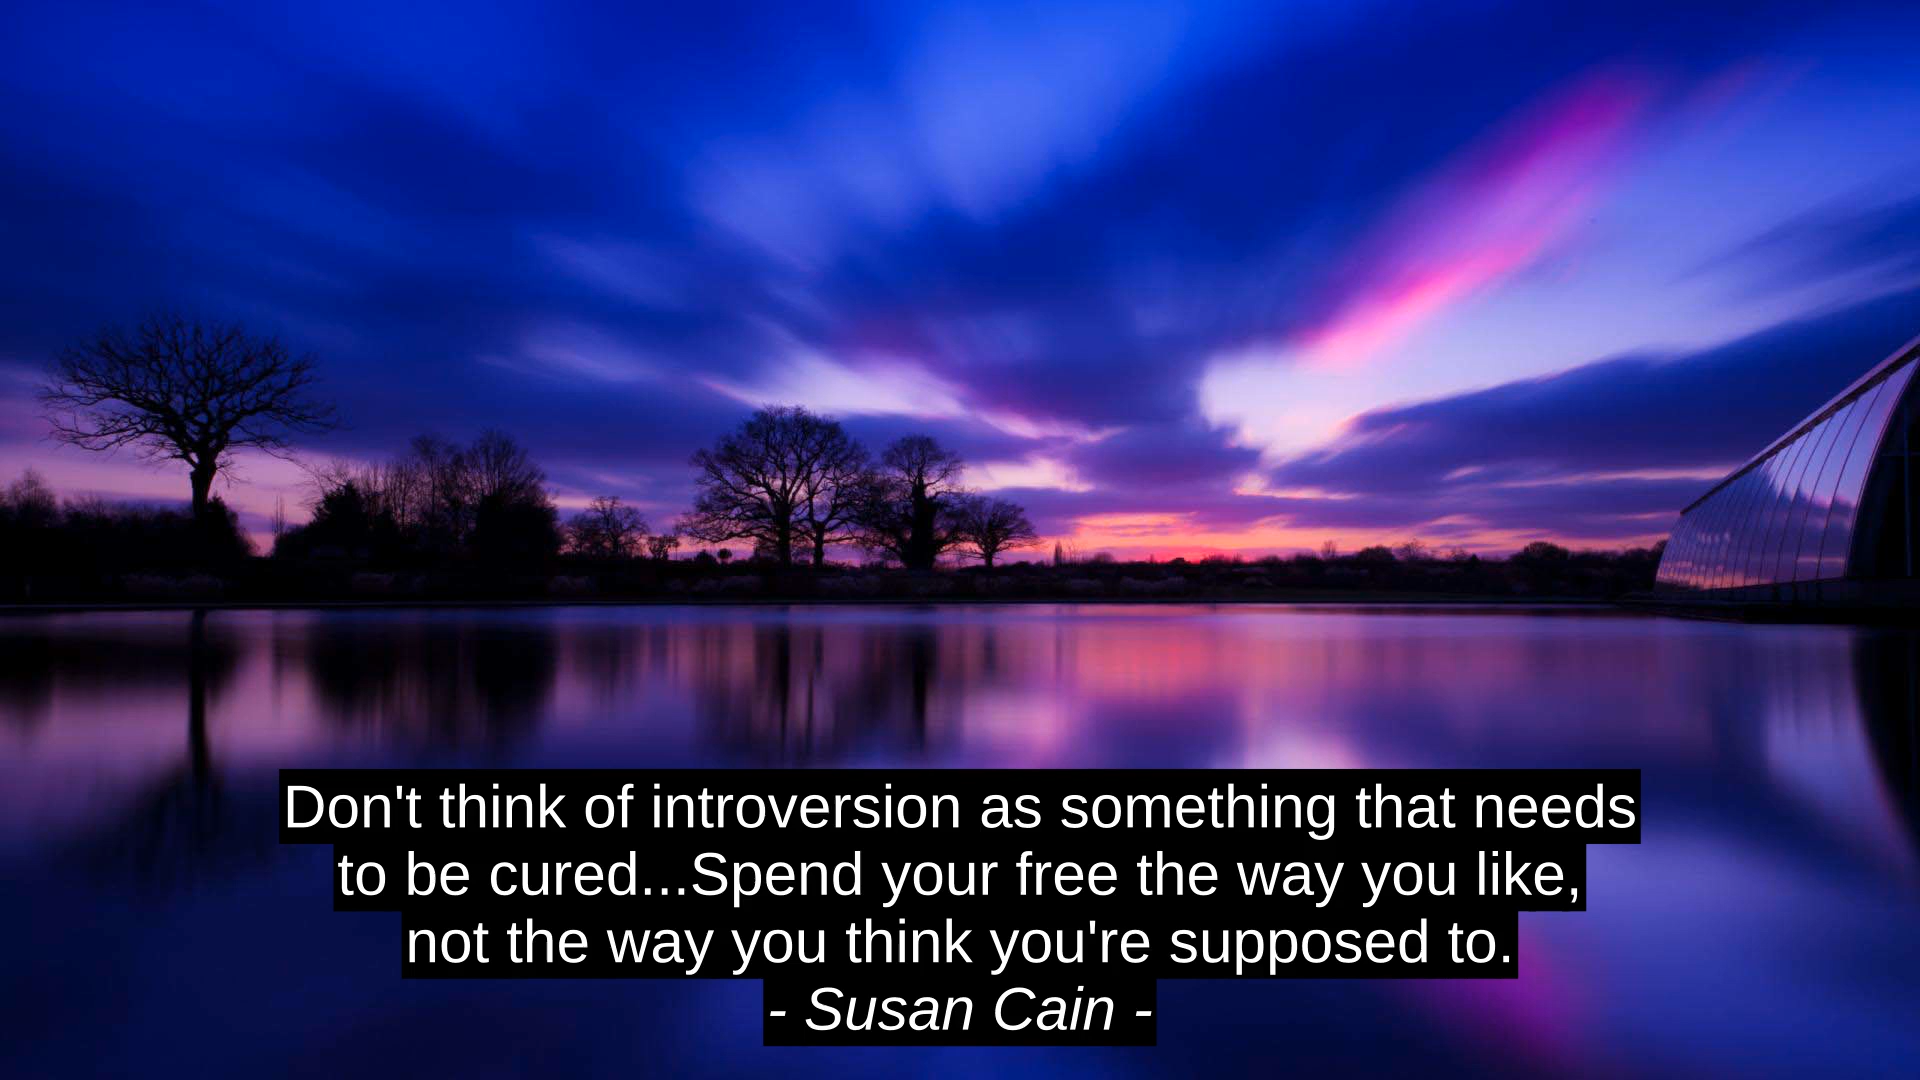 Don't think of introversion as something that needs
to be cured...Spend your free the way you like,
not the way you think you're supposed to.
- Susan Cain -